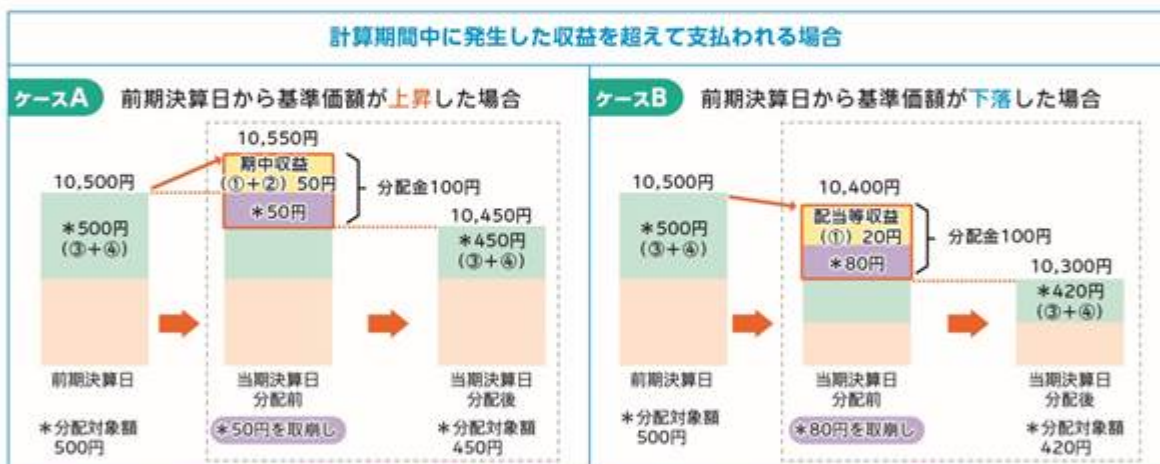 計算期間中に発生した収益を超えて支払われる場合
ケースA 前期決算日から基準価額が上昇した場合
10,550円
期中収益
(①+②) 50円
*50円
分配金100円
10,500円
*500円
(③+④)
10,450円
*450円
(③+④)
前期決算日
当期決算日
分配前
当期決算日
分配後
*分配対象額
500円
*50円を取崩し
*分配対象額
450円
ケースB 前期決算日から基準価額が下落した場合
10,500円
*500円
(③+④)
10,400円
配当等収益
(①) 20円
*80円
分配金100円
10,300円
*420円
(③+④)
前期決算日
当期決算日
分配前
当期決算日
分配後
*分配対象額
500円
*80円を取崩し
*分配対象額
420円